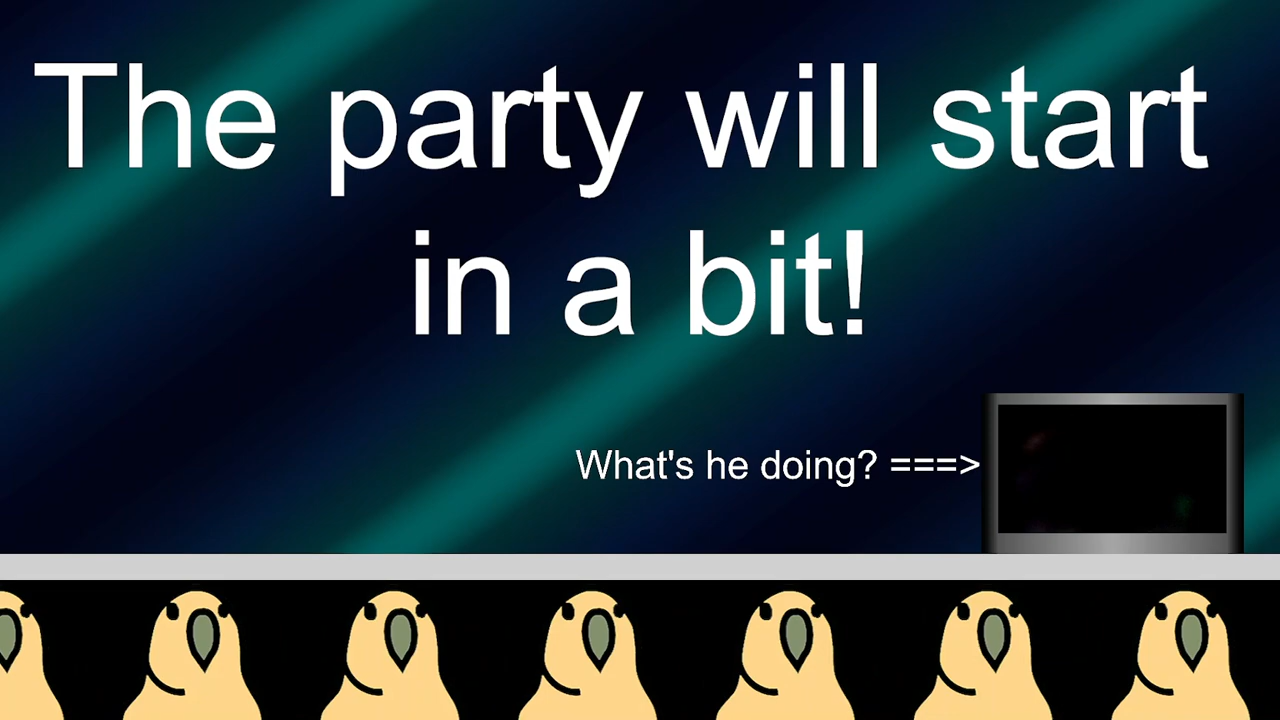 The party will start
in a bit!
What's he doing? ===>